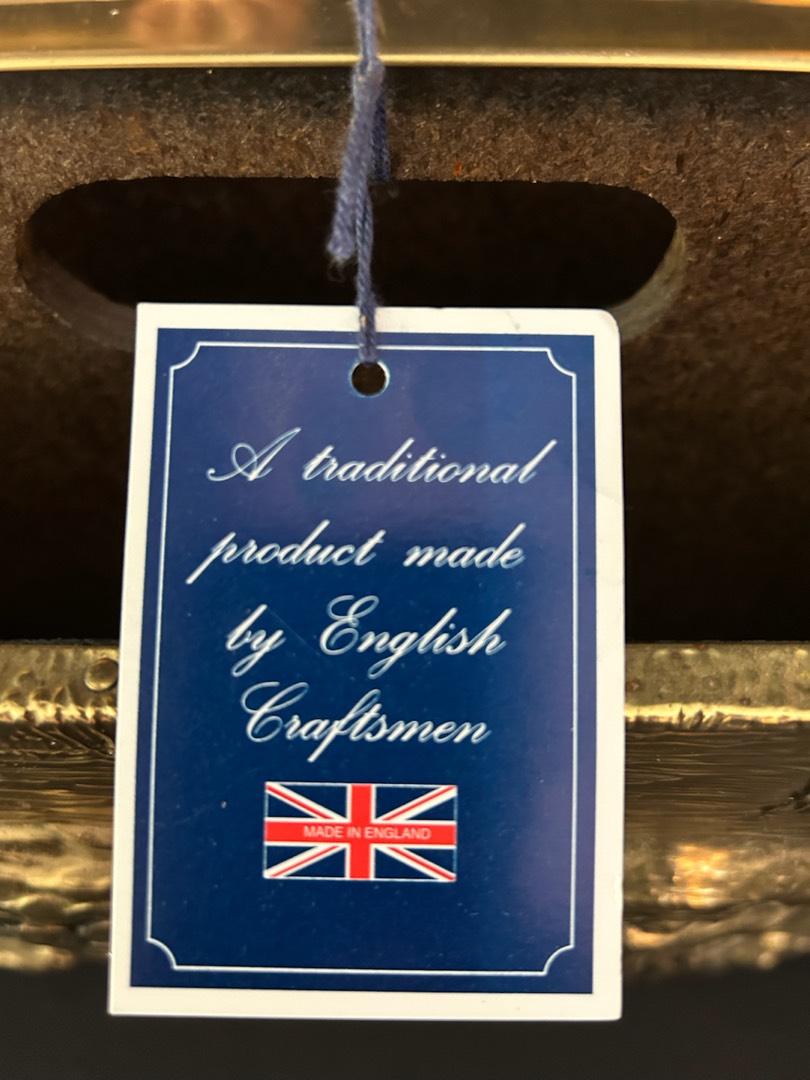 A traditional
product made
by English
Craftsmen
MADE IN ENGLAND